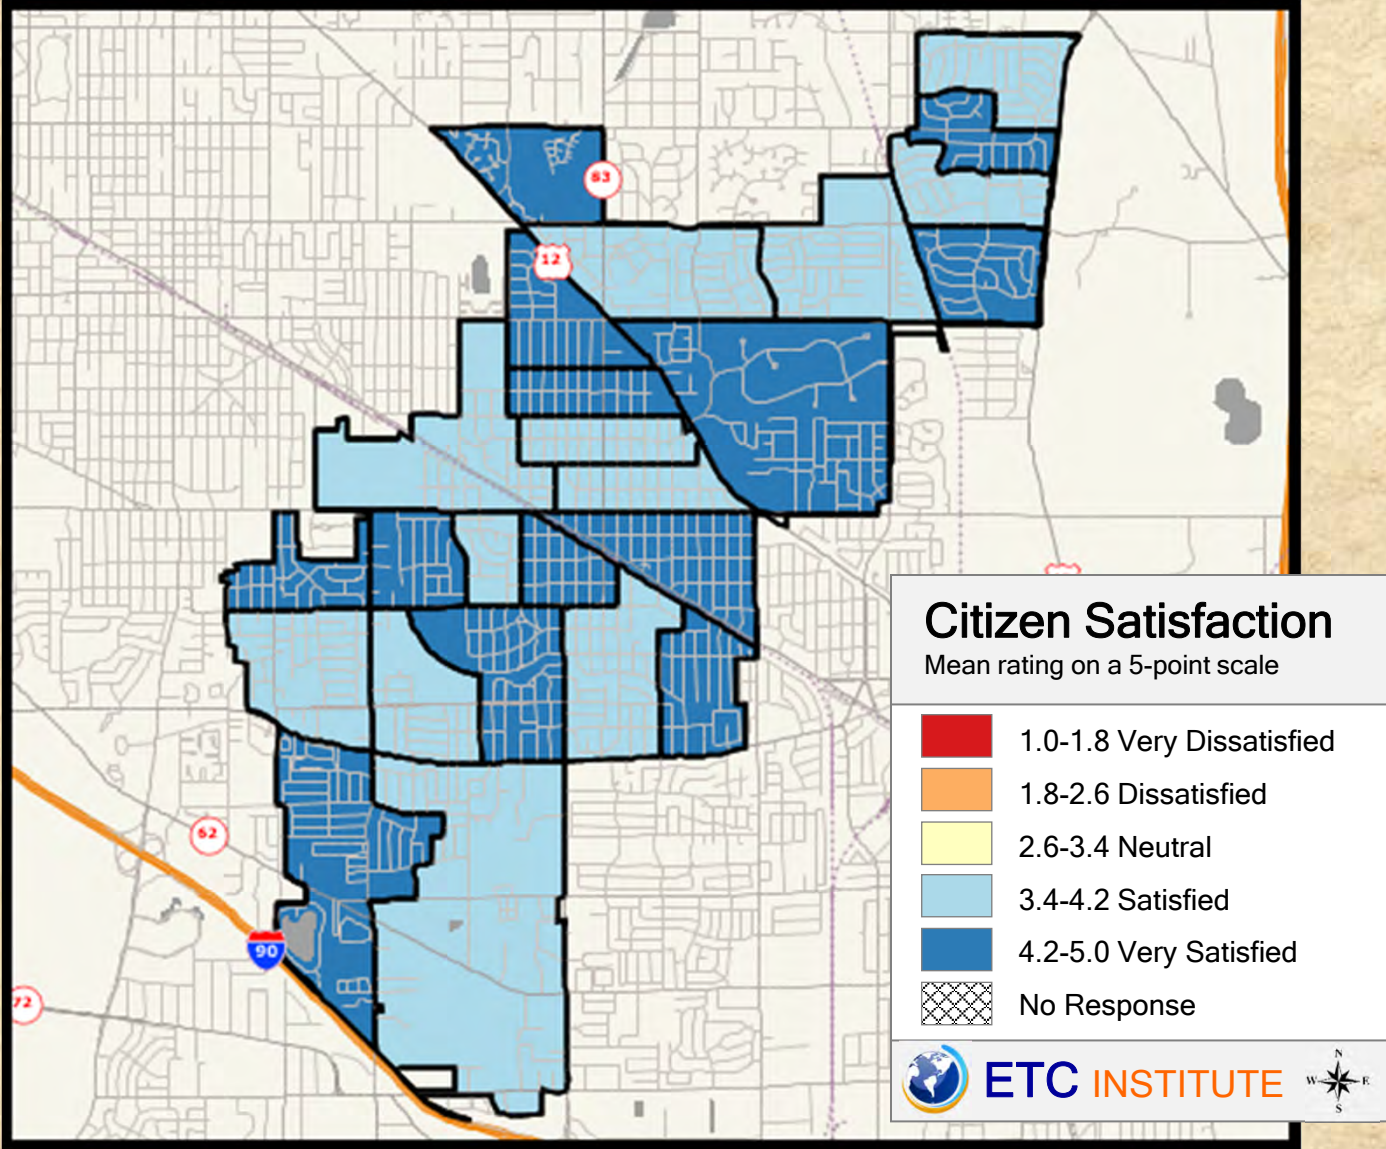 83
12
62
90
72
Citizen Satisfaction
Mean rating on a 5-point scale
1.0-1.8 Very Dissatisfied
1.8-2.6 Dissatisfied
2.6-3.4 Neutral
3.4-4.2 Satisfied
4.2-5.0 Very Satisfied
No Response
ETC INSTITUTE
N
W E
S